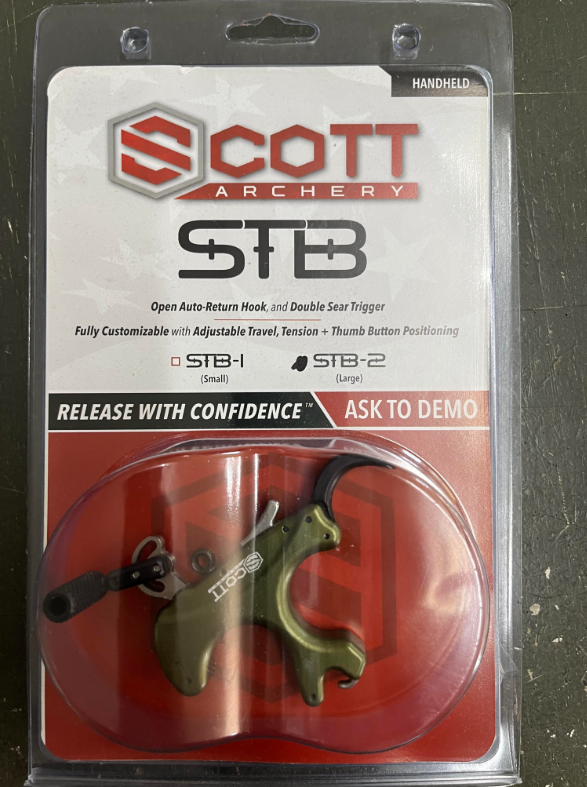 HANDHELD
SCOTT
ARCHERY
STB
Open Auto-Return Hook, and Double Sear Trigger
Fully Customizable with Adjustable Travel, Tension + Thumb Button Positioning
STB-1 STB-2
(Small) (Large)
RELEASE WITH CONFIDENCE™ ASK TO DEMO
SCOTT